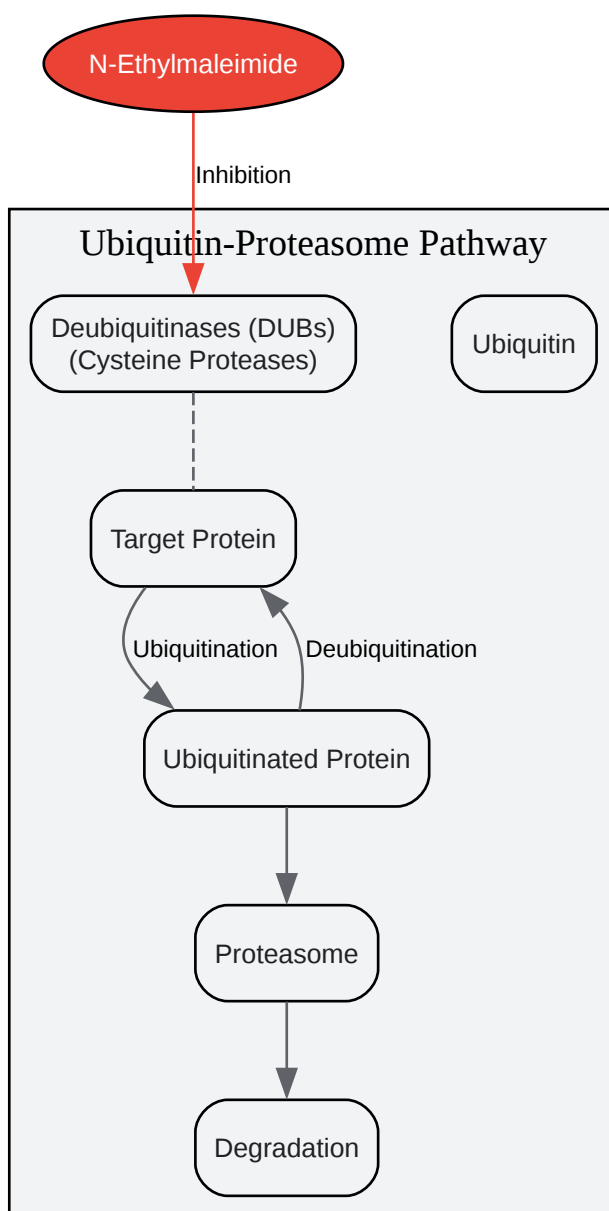 N-Ethylmaleimide
Inhibition
Ubiquitin-Proteasome Pathway
Deubiquitinases (DUBs)
(Cysteine Proteases)
Ubiquitin
Target Protein
Ubiquitination
Deubiquitination
Ubiquitinated Protein
Proteasome
Degradation